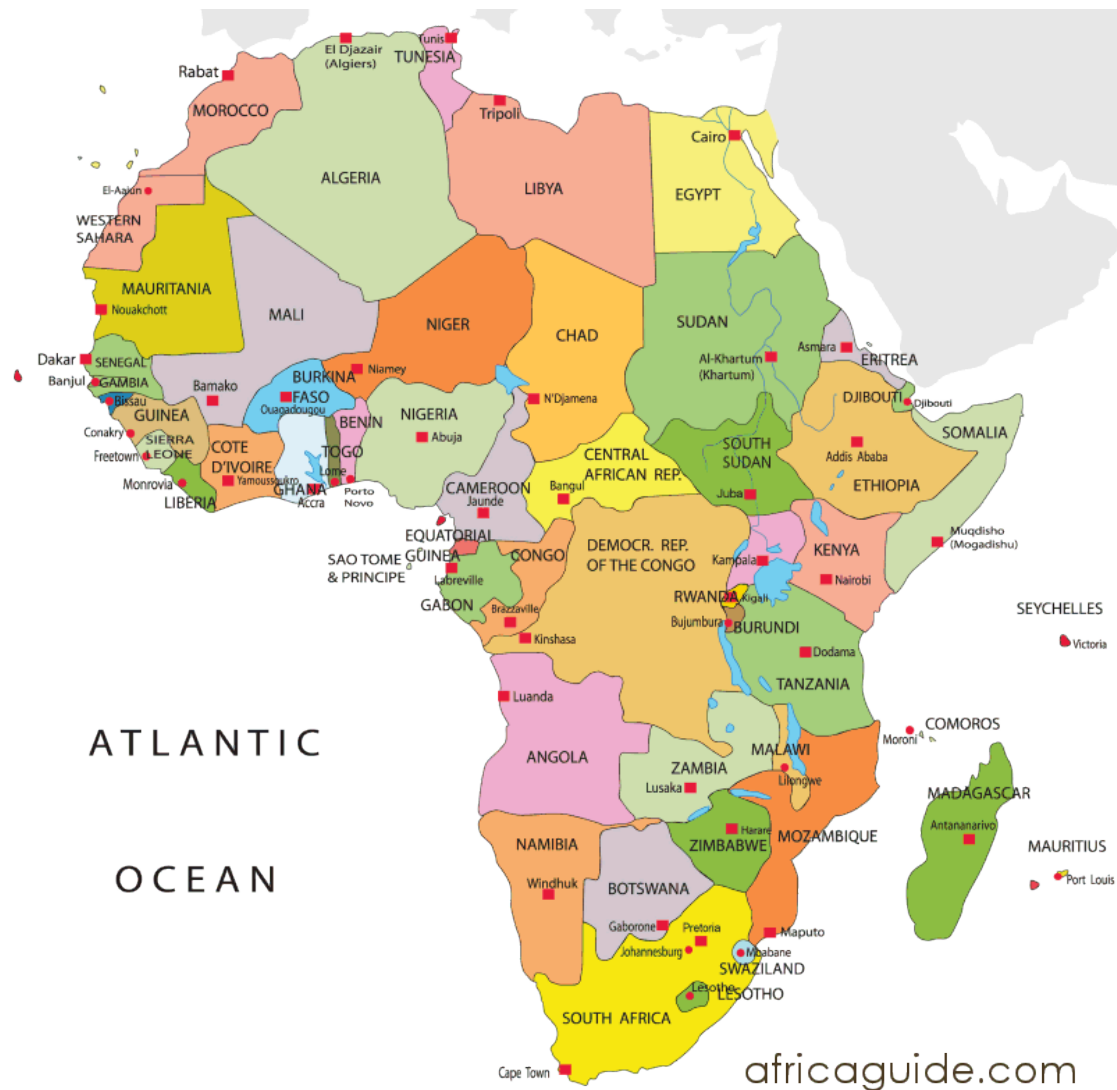 El Djazair
(Algiers)
Tunis
TUNESIA
Rabat
MOROCCO
Tripoli
Cairo
ALGERIA
LIBYA
EGYPT
El-Aajun
WESTERN
SAHARA
MAURITANIA
Nouakchott
MALI
NIGER
CHAD
SUDAN
Al-Khartum
(Khartum)
Asmara
ERITREA
Dakar
SENEGAL
Banjul
GAMBIA
Bissau
GUINEA
Bamako
BURKINA
FASO
Ouagadougou
Niamey
N'Djamena
DJIBOUTI
Djibouti
SOMALIA
Conakry
SIERRA
LEONE
Freetown
COTE
D'IVOIRE
Yamoussoukro
Monrovia
LIBERIA
GHANA
Accra
TOGO
Lome
BENIN
Porto
Novo
NIGERIA
Abuja
CENTRAL
AFRICAN REP.
Bangul
SOUTH
SUDAN
Juba
Addis Ababa
ETHIOPIA
CAMEROON
Jaunde
EQUATORIAL
GUINEA
SAO TOME
& PRINCIPE
Labreville
GABON
CONGO
Brazzaville
Kinshasa
DEMOCR. REP.
OF THE CONGO
Kampala
KENYA
Nairobi
Muqdisho
(Mogadishu)
RWANDA
Kigali
Bujumbura
BURUNDI
Dodama
TANZANIA
SEYCHELLES
Victoria
Luanda
ANGOLA
ZAMBIA
Lusaka
MALAWI
Lilongwe
COMOROS
Moroni
ATLANTIC
OCEAN
MADAGASCAR
Antananarivo
MAURITIUS
Port Louis
NAMIBIA
Windhuk
BOTSWANA
Gaborone
Harare
ZIMBABWE
MOZAMBIQUE
Maputo
Pretoria
Johannesburg
Mbabane
SWAZILAND
Lesotho
LESOTHO
SOUTH AFRICA
Cape Town
africaguide.com